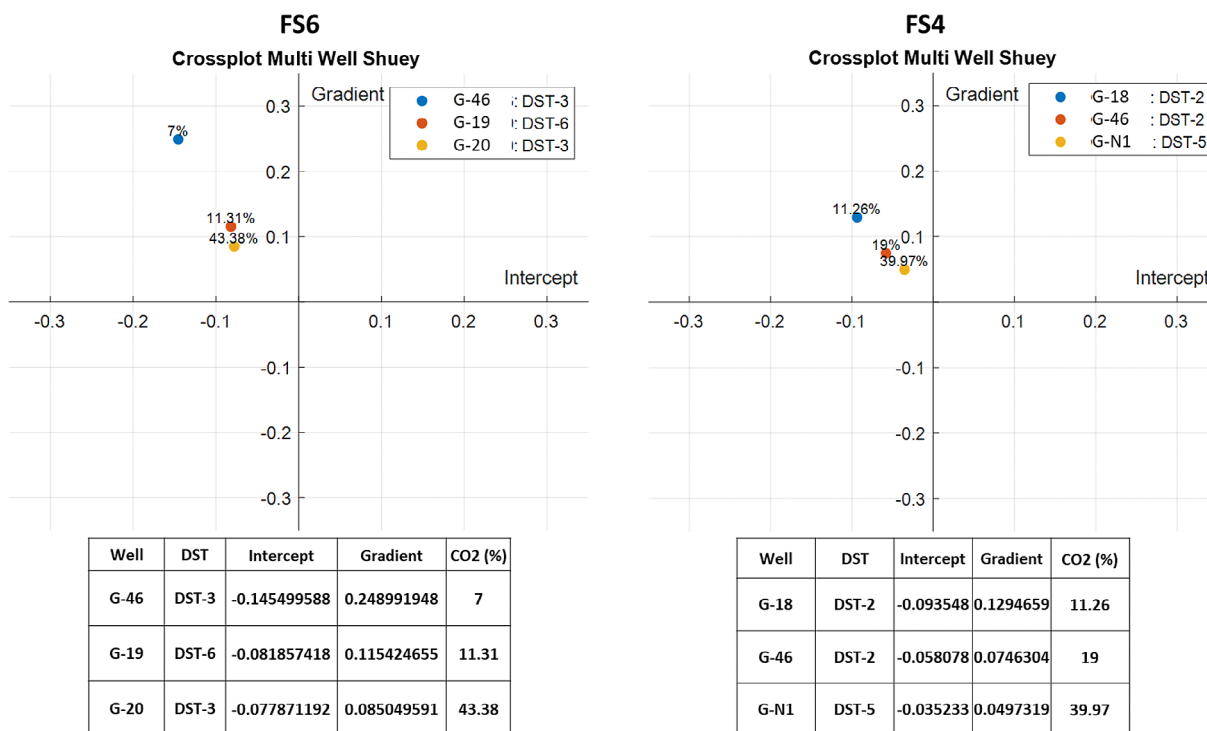 FS6
Crossplot Multi Well Shuey
Gradient
G-46 : DST-3
G-19 : DST-6
G-20 : DST-3
0.3
0.2
0.1
-0.1
-0.2
-0.3
7%
11.31%
43.38%
Intercept
-0.3 -0.2 -0.1 0.1 0.2 0.3
Well DST Intercept Gradient CO2 (%)
G-46 DST-3 -0.145499588 0.248991948 7
G-19 DST-6 -0.081857418 0.115424655 11.31
G-20 DST-3 -0.077871192 0.085049591 43.38
FS4
Crossplot Multi Well Shuey
Gradient
G-18 : DST-2
G-46 : DST-2
G-N1 : DST-5
0.3
0.2
0.1
-0.1
-0.2
-0.3
11.26%
19%
39.97%
Intercept
-0.3 -0.2 -0.1 0.1 0.2 0.3
Well DST Intercept Gradient CO2 (%)
G-18 DST-2 -0.093548 0.1294659 11.26
G-46 DST-2 -0.058078 0.0746304 19
G-N1 DST-5 -0.035233 0.0497319 39.97